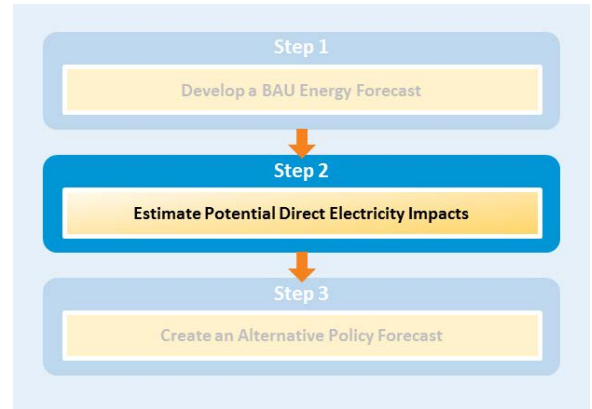 Step 1
Develop a BAU Energy Forecast
Step 2
Estimate Potential Direct Electricity Impacts
Step 3
Create an Alternative Policy Forecast